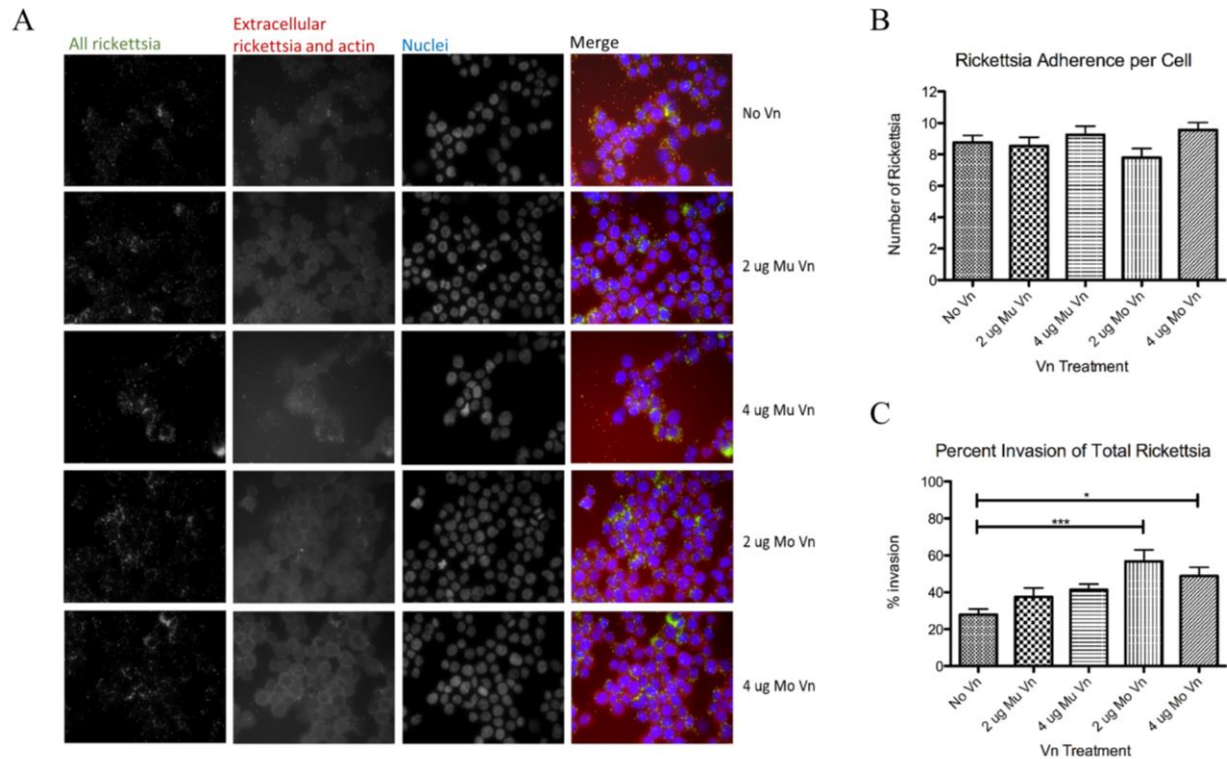 A
All rickettsia
Extracellular
rickettsia and actin
Nuclei
Merge
No Vn
2 ug Mu Vn
4 ug Mu Vn
2 ug Mo Vn
4 ug Mo Vn
B
Rickettsia Adherence per Cell
Number of Rickettsia
12
10
8
6
4
2
0
No Vn
2 ug Mu Vn
4 ug Mu Vn
2 ug Mo Vn
4 ug Mo Vn
Vn Treatment
C
Percent Invasion of Total Rickettsia
% invasion
100
80
60
40
20
0
*
***
No Vn
2 ug Mu Vn
4 ug Mu Vn
2 ug Mo Vn
4 ug Mo Vn
Vn Treatment